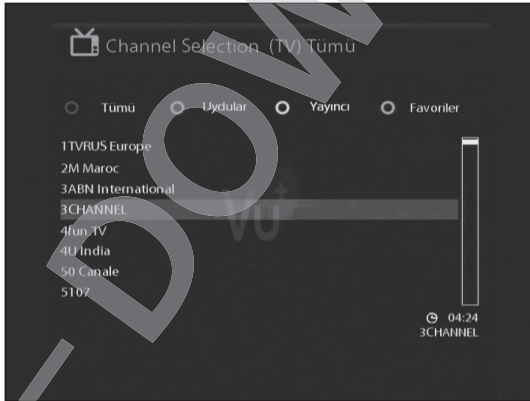 Channel Selection (TV) Tümü
Tümü Uydular Yayıncı Favoriler
1TVRUS Europe
2M Maroc
3ABN International
3CHANNEL
4fun.TV
4U India
50 Canale
5107
Vu+
04:24
3CHANNEL